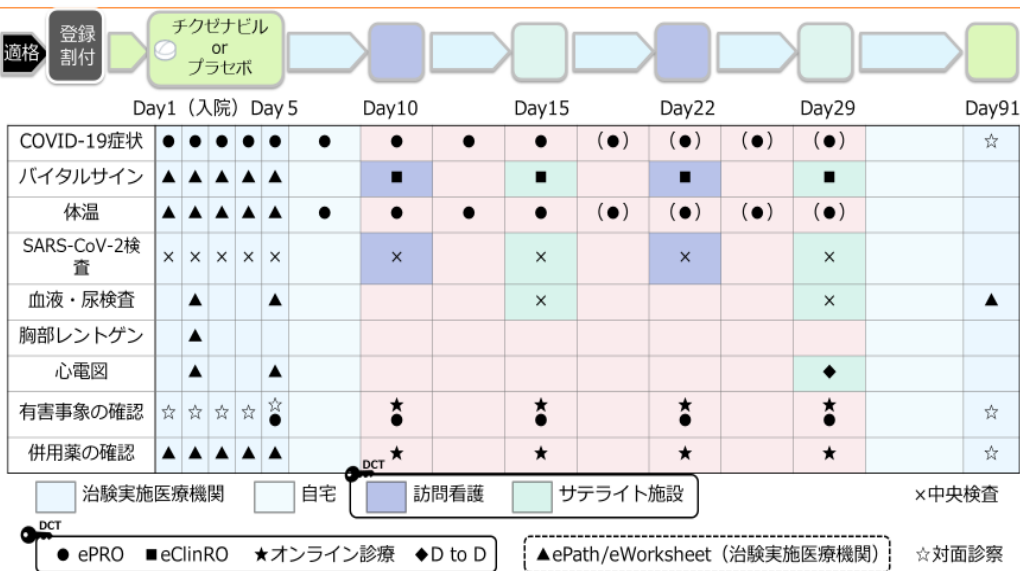 適格
登録
割付
チクゼナビル
or
プラセボ
Day1（入院）Day 5 Day10 Day15 Day22 Day29 Day91
COVID-19症状 ● ● ● ● ● ● ● ● ● (●) (●) (●) (●) ☆
バイタルサイン ▲ ▲ ▲ ▲ ▲ ■ ■ ■ ■
体温 ▲ ▲ ▲ ▲ ▲ ● ● ● ● (●) (●) (●) (●)
SARS-CoV-2検
査 × × × × × × × × ×
血液・尿検査 ▲ ▲ × × ▲
胸部レントゲン ▲
心電図 ▲ ▲ ◆
有害事象の確認 ☆ ☆ ☆ ☆ ☆ ★ ★ ★ ★ ☆
● ● ● ● ●
併用薬の確認 ▲ ▲ ▲ ▲ ▲ ★ ★ ★ ★ ☆
DCT
治験実施医療機関 自宅 訪問看護 サテライト施設 ×中央検査
DCT
● ePRO ■eClinRO ★オンライン診療 ◆D to D ▲ePath/eWorksheet（治験実施医療機関） ☆対面診察